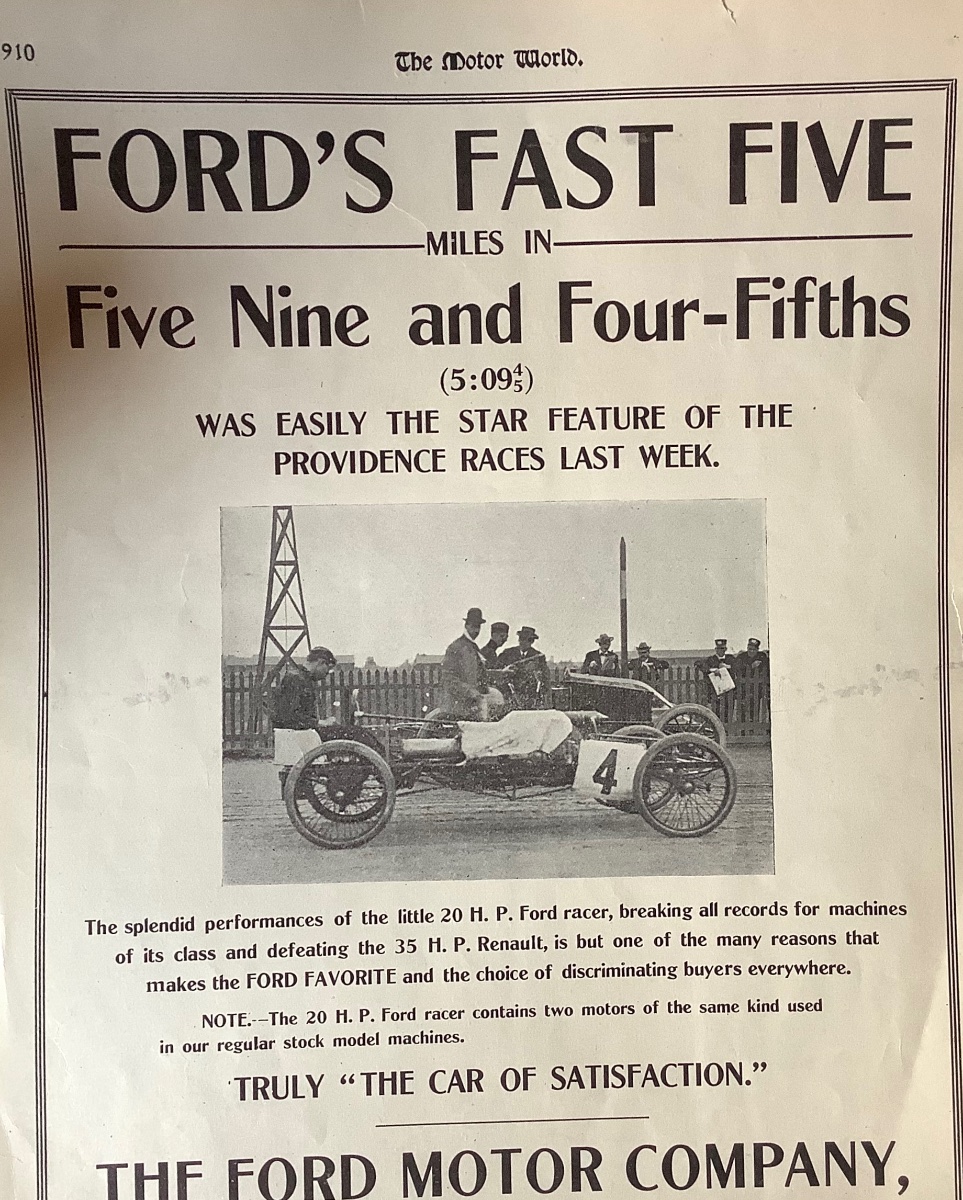 910
The Motor World.
FORD'S FAST FIVE
MILES IN
Five Nine and Four-Fifths
(5:09⅘)
WAS EASILY THE STAR FEATURE OF THE
PROVIDENCE RACES LAST WEEK.
4
The splendid performances of the little 20 H. P. Ford racer, breaking all records for machines
of its class and defeating the 35 H. P. Renault, is but one of the many reasons that
makes the FORD FAVORITE and the choice of discriminating buyers everywhere.
NOTE.--The 20 H. P. Ford racer contains two motors of the same kind used
in our regular stock model machines.
TRULY “THE CAR OF SATISFACTION.”
THE FORD MOTOR COMPANY,